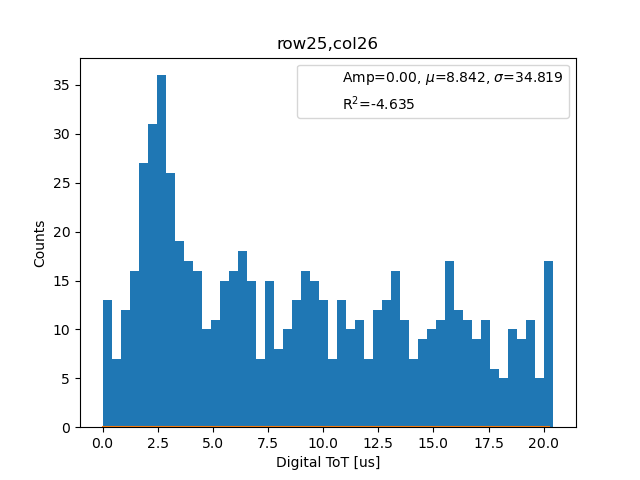 row25,col26
Amp=0.00, μ=8.842, σ=34.819
R²=-4.635
35
30
25
20
15
10
5
0
Counts
0.0 2.5 5.0 7.5 10.0 12.5 15.0 17.5 20.0
Digital ToT [us]